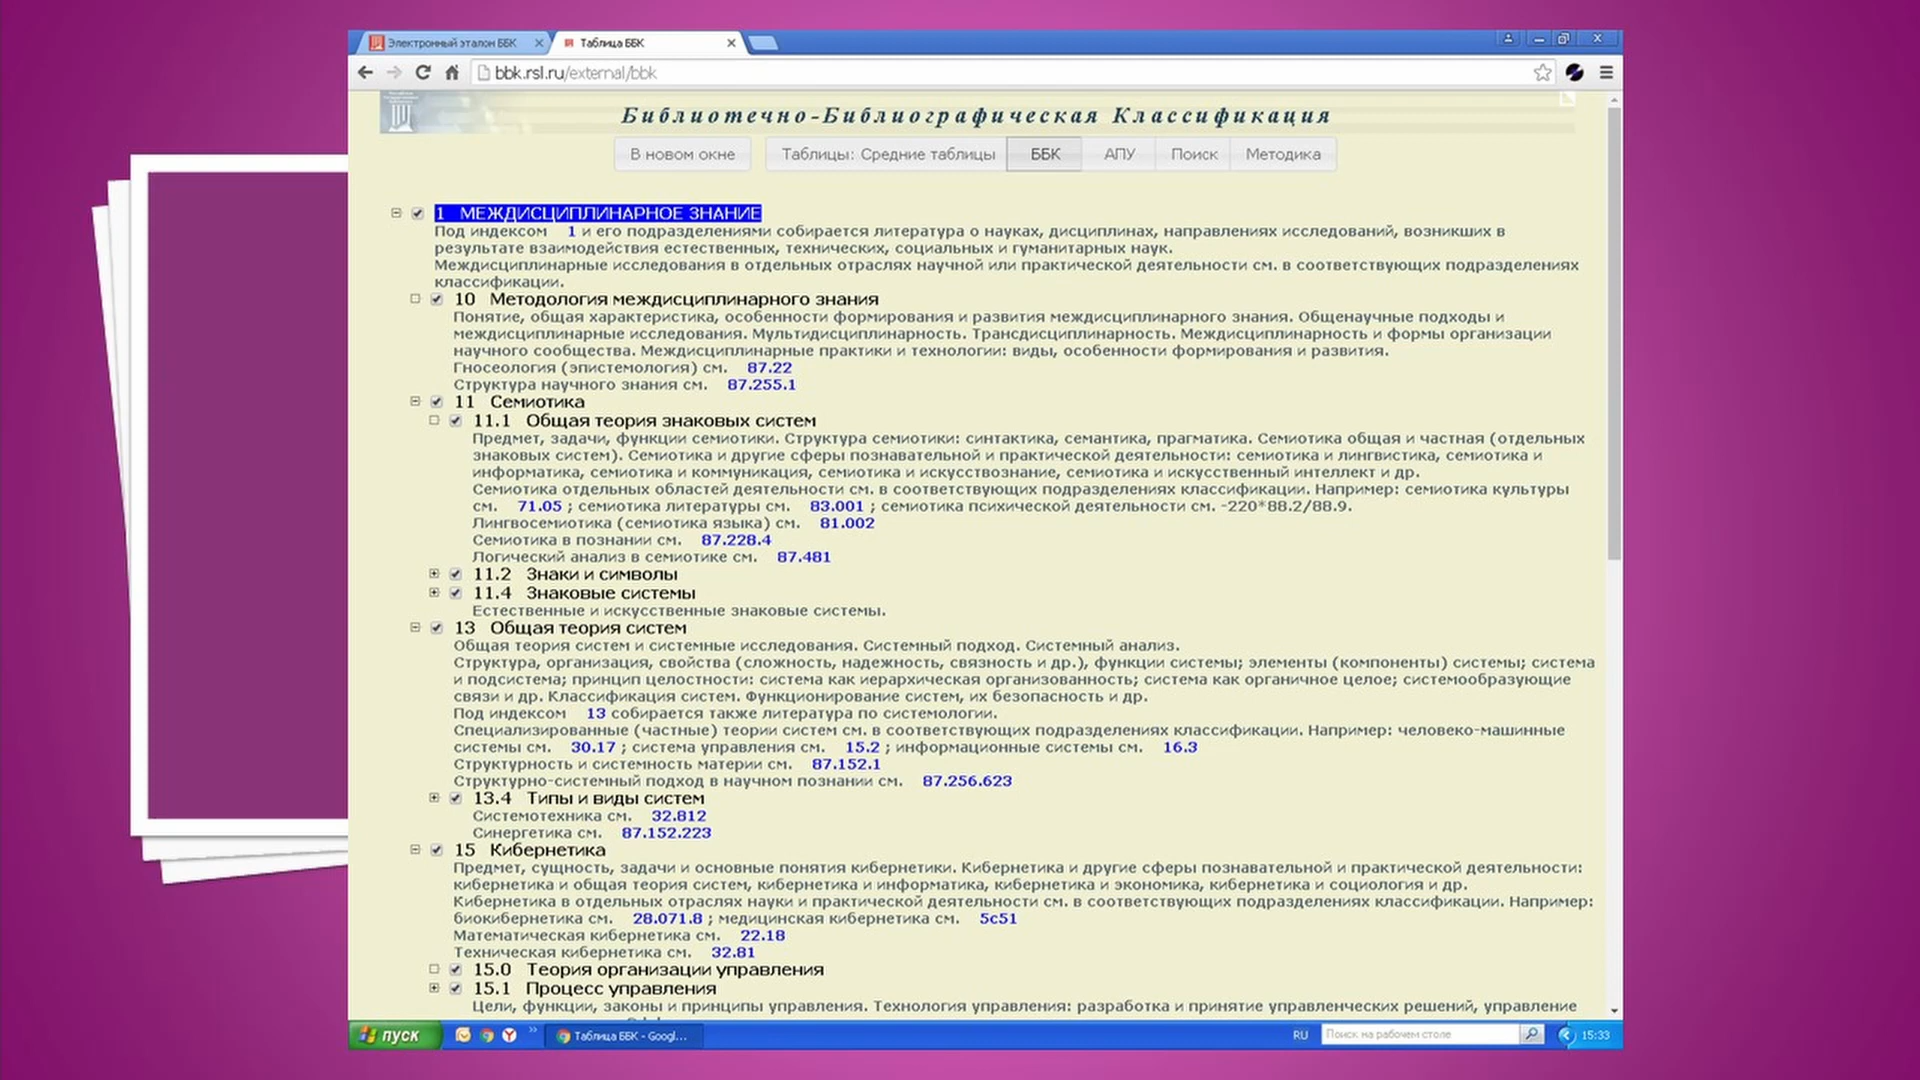 Электронный эталон ББК
Таблица ББК
bbk.rsl.ru/external/bbk
Библиотечно-Библиографическая Классификация
В новом окне
Таблицы: Средние таблицы
ББК
АПУ
Поиск
Методика
1 МЕЖДИСЦИПЛИНАРНОЕ ЗНАНИЕ
Под индексом 1 и его подразделениями собирается литература о науках, дисциплинах, направлениях исследований, возникших в
результате взаимодействия естественных, технических, социальных и гуманитарных наук.
Междисциплинарные исследования в отдельных отраслях научной или практической деятельности см. в соответствующих подразделениях
классификации.
10 Методология междисциплинарного знания
Понятие, общая характеристика, особенности формирования и развития междисциплинарного знания. Общенаучные подходы и
междисциплинарные исследования. Мультидисциплинарность. Трансдисциплинарность. Междисциплинарность и формы организации
научного сообщества. Междисциплинарные практики и технологии: виды, особенности формирования и развития.
Гносеология (эпистемология) см. 87.22
Структура научного знания см. 87.255.1
11 Семиотика
11.1 Общая теория знаковых систем
Предмет, задачи, функции семиотики. Структура семиотики: синтактика, семантика, прагматика. Семиотика общая и частная (отдельных
знаковых систем). Семиотика и другие сферы познавательной и практической деятельности: семиотика и лингвистика, семиотика и
информатика, семиотика и коммуникация, семиотика и искусствознание, семиотика и искусственный интеллект и др.
Семиотика отдельных областей деятельности см. в соответствующих подразделениях классификации. Например: семиотика культуры
см. 71.05 ; семиотика литературы см. 83.001 ; семиотика психической деятельности см. -220*88.2/88.9.
Лингвосемиотика (семиотика языка) см. 81.002
Семиотика в познании см. 87.228.4
Логический анализ в семиотике см. 87.481
11.2 Знаки и символы
11.4 Знаковые системы
Естественные и искусственные знаковые системы.
13 Общая теория систем
Общая теория систем и системные исследования. Системный подход. Системный анализ.
Структура, организация, свойства (сложность, надежность, связность и др.), функции системы; элементы (компоненты) системы; система
и подсистема; принцип целостности: система как иерархическая организованность; система как органичное целое; системообразующие
связи и др. Классификация систем. Функционирование систем, их безопасность и др.
Под индексом 13 собирается также литература по системологии.
Специализированные (частные) теории систем см. в соответствующих подразделениях классификации. Например: человеко-машинные
системы см. 30.17 ; система управления см. 15.2 ; информационные системы см. 16.3
Структурность и системность материи см. 87.152.1
Структурно-системный подход в научном познании см. 87.256.623
13.4 Типы и виды систем
Системотехника см. 32.812
Синергетика см. 87.152.223
15 Кибернетика
Предмет, сущность, задачи и основные понятия кибернетики. Кибернетика и другие сферы познавательной и практической деятельности:
кибернетика и общая теория систем, кибернетика и информатика, кибернетика и экономика, кибернетика и социология и др.
Кибернетика в отдельных отраслях науки и практической деятельности см. в соответствующих подразделениях классификации. Например:
биокибернетика см. 28.071.8 ; медицинская кибернетика см. 5с51
Математическая кибернетика см. 22.18
Техническая кибернетика см. 32.81
15.0 Теория организации управления
15.1 Процесс управления
Цели, функции, законы и принципы управления. Технология управления: разработка и принятие управленческих решений, управление
пуск
Таблица ББК - Googl...
RU
Поиск на рабочем столе
15:33